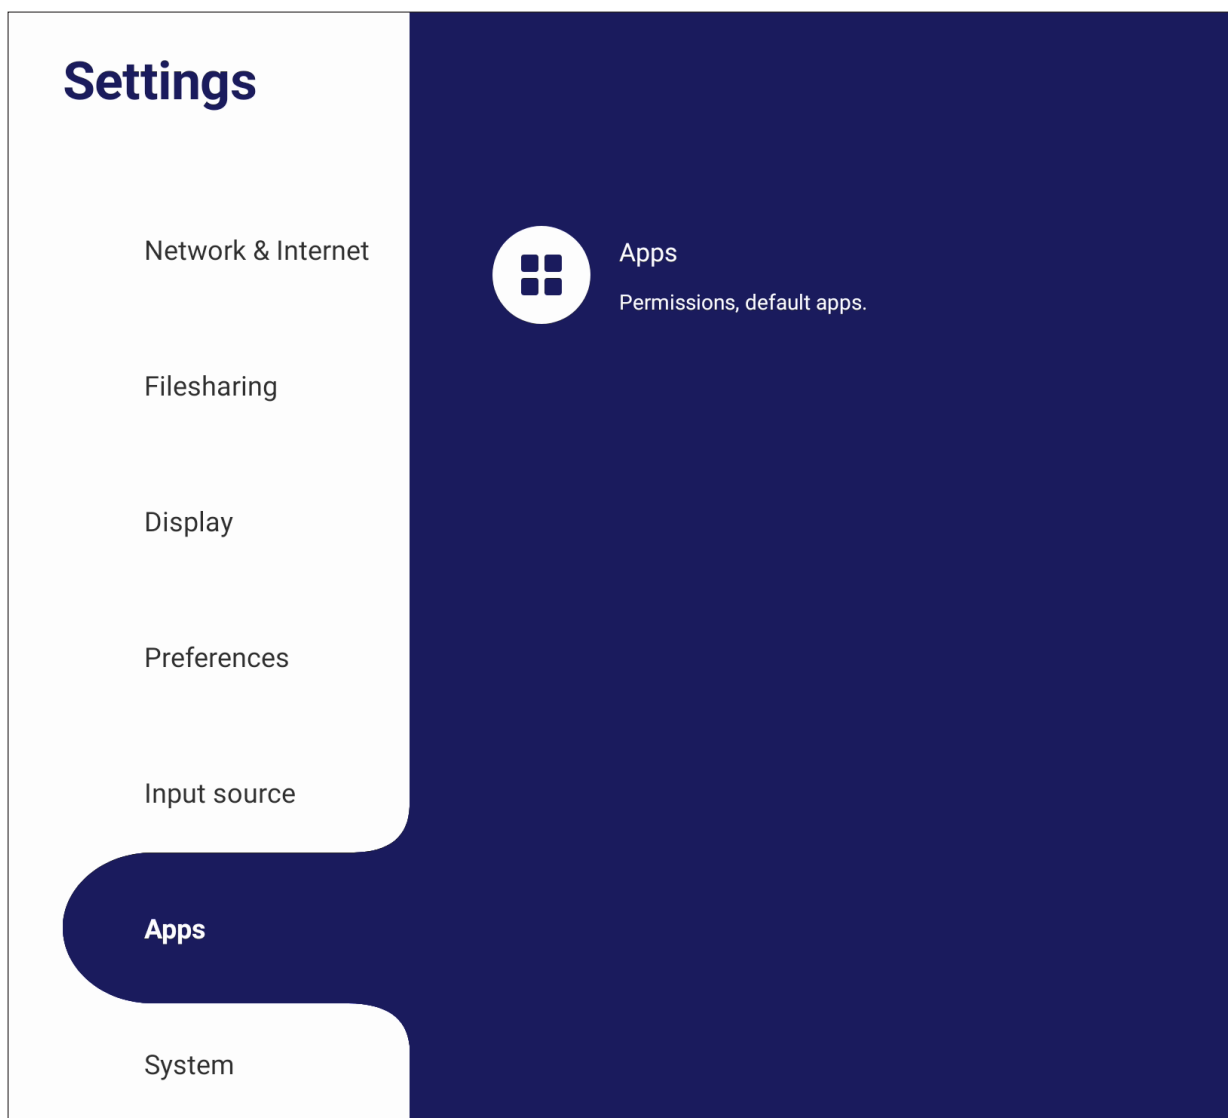 Settings
Network & Internet
Filesharing
Display
Preferences
Input source
Apps
System
Apps
Permissions, default apps.